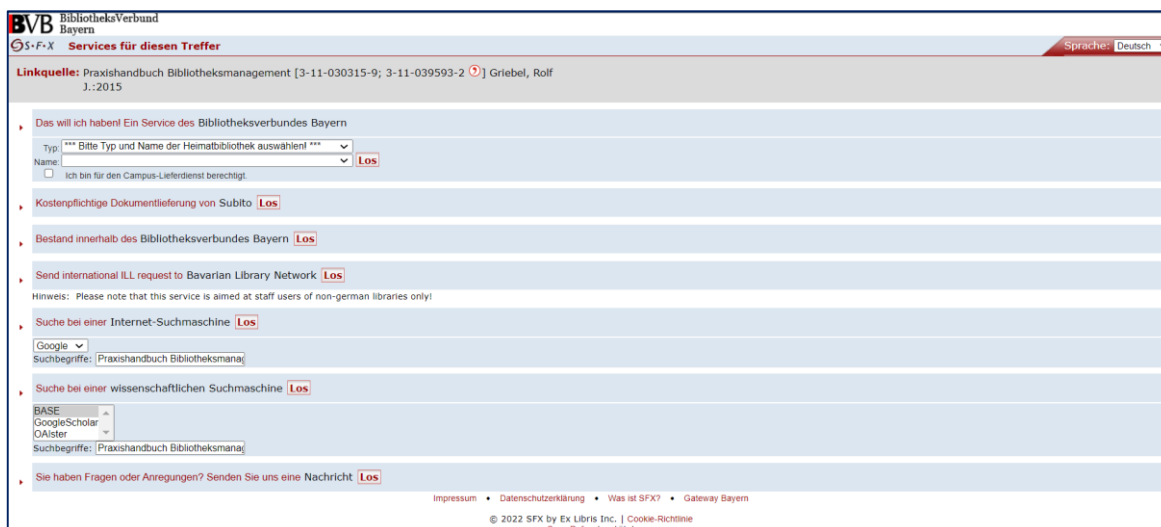 BVB BibliotheksVerbund
Bayern
S·F·X Services für diesen Treffer Sprache: Deutsch
Linkquelle: Praxishandbuch Bibliotheksmanagement [3-11-030315-9; 3-11-039593-2 ?] Griebel, Rolf
J.:2015
Das will ich haben! Ein Service des Bibliotheksverbundes Bayern
Typ: *** Bitte Typ und Name der Heimatbibliothek auswählen! ***
Name: Los
Ich bin für den Campus-Lieferdienst berechtigt.
Kostenpflichtige Dokumentlieferung von Subito Los
Bestand innerhalb des Bibliotheksverbundes Bayern Los
Send international ILL request to Bavarian Library Network Los
Hinweis: Please note that this service is aimed at staff users of non-german libraries only!
Suche bei einer Internet-Suchmaschine Los
Google
Suchbegriffe: Praxishandbuch Bibliotheksmanag
Suche bei einer wissenschaftlichen Suchmaschine Los
BASE
GoogleScholar
OAIster
Suchbegriffe: Praxishandbuch Bibliotheksmanag
Sie haben Fragen oder Anregungen? Senden Sie uns eine Nachricht Los
Impressum • Datenschutzerklärung • Was ist SFX? • Gateway Bayern
© 2022 SFX by Ex Libris Inc. | Cookie-Richtlinie